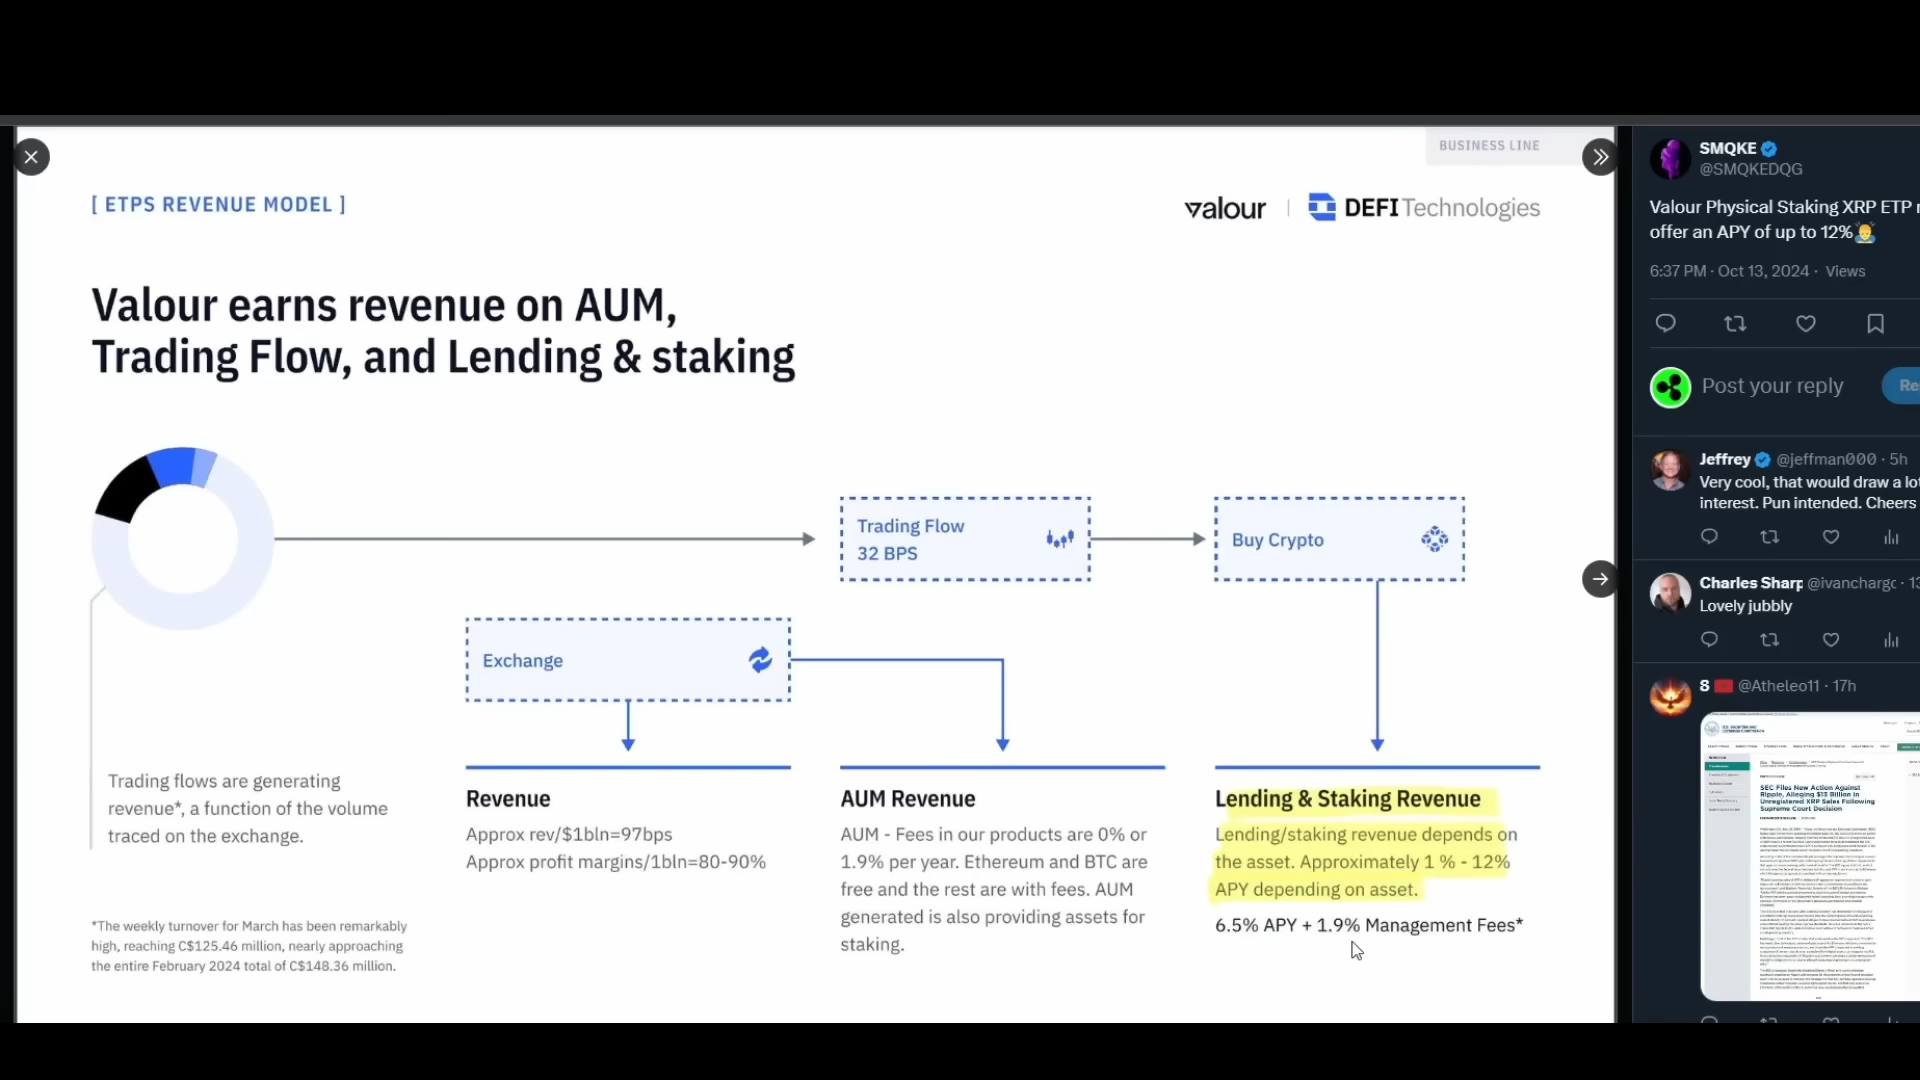 BUSINESS LINE
[ ETPS REVENUE MODEL ]
valour | DEFI Technologies
Valour earns revenue on AUM,
Trading Flow, and Lending & staking
Trading Flow
32 BPS
Buy Crypto
Exchange
Trading flows are generating
revenue*, a function of the volume
traced on the exchange.
*The weekly turnover for March has been remarkably
high, reaching C$125.46 million, nearly approaching
the entire February 2024 total of C$148.36 million.
Revenue
Approx rev/$1bln=97bps
Approx profit margins/1bln=80-90%
AUM Revenue
AUM - Fees in our products are 0% or
1.9% per year. Ethereum and BTC are
free and the rest are with fees. AUM
generated is also providing assets for
staking.
Lending & Staking Revenue
Lending/staking revenue depends on
the asset. Approximately 1 % - 12%
APY depending on asset.
6.5% APY + 1.9% Management Fees*
SMQKE
@SMQKEDQG
Valour Physical Staking XRP ETP
offer an APY of up to 12%
6:37 PM · Oct 13, 2024 · Views
Post your reply
Re
Jeffrey @jeffman000 · 5h
Very cool, that would draw a lo
interest. Pun intended. Cheers
Charles Sharp @ivanchargc · 13
Lovely jubbly
8 @Atheleo11 · 17h
SEC Files New Action Against
Ripple, Alleging $13 Billion in
Unregistered XRP Sales Following
Supreme Court Decision